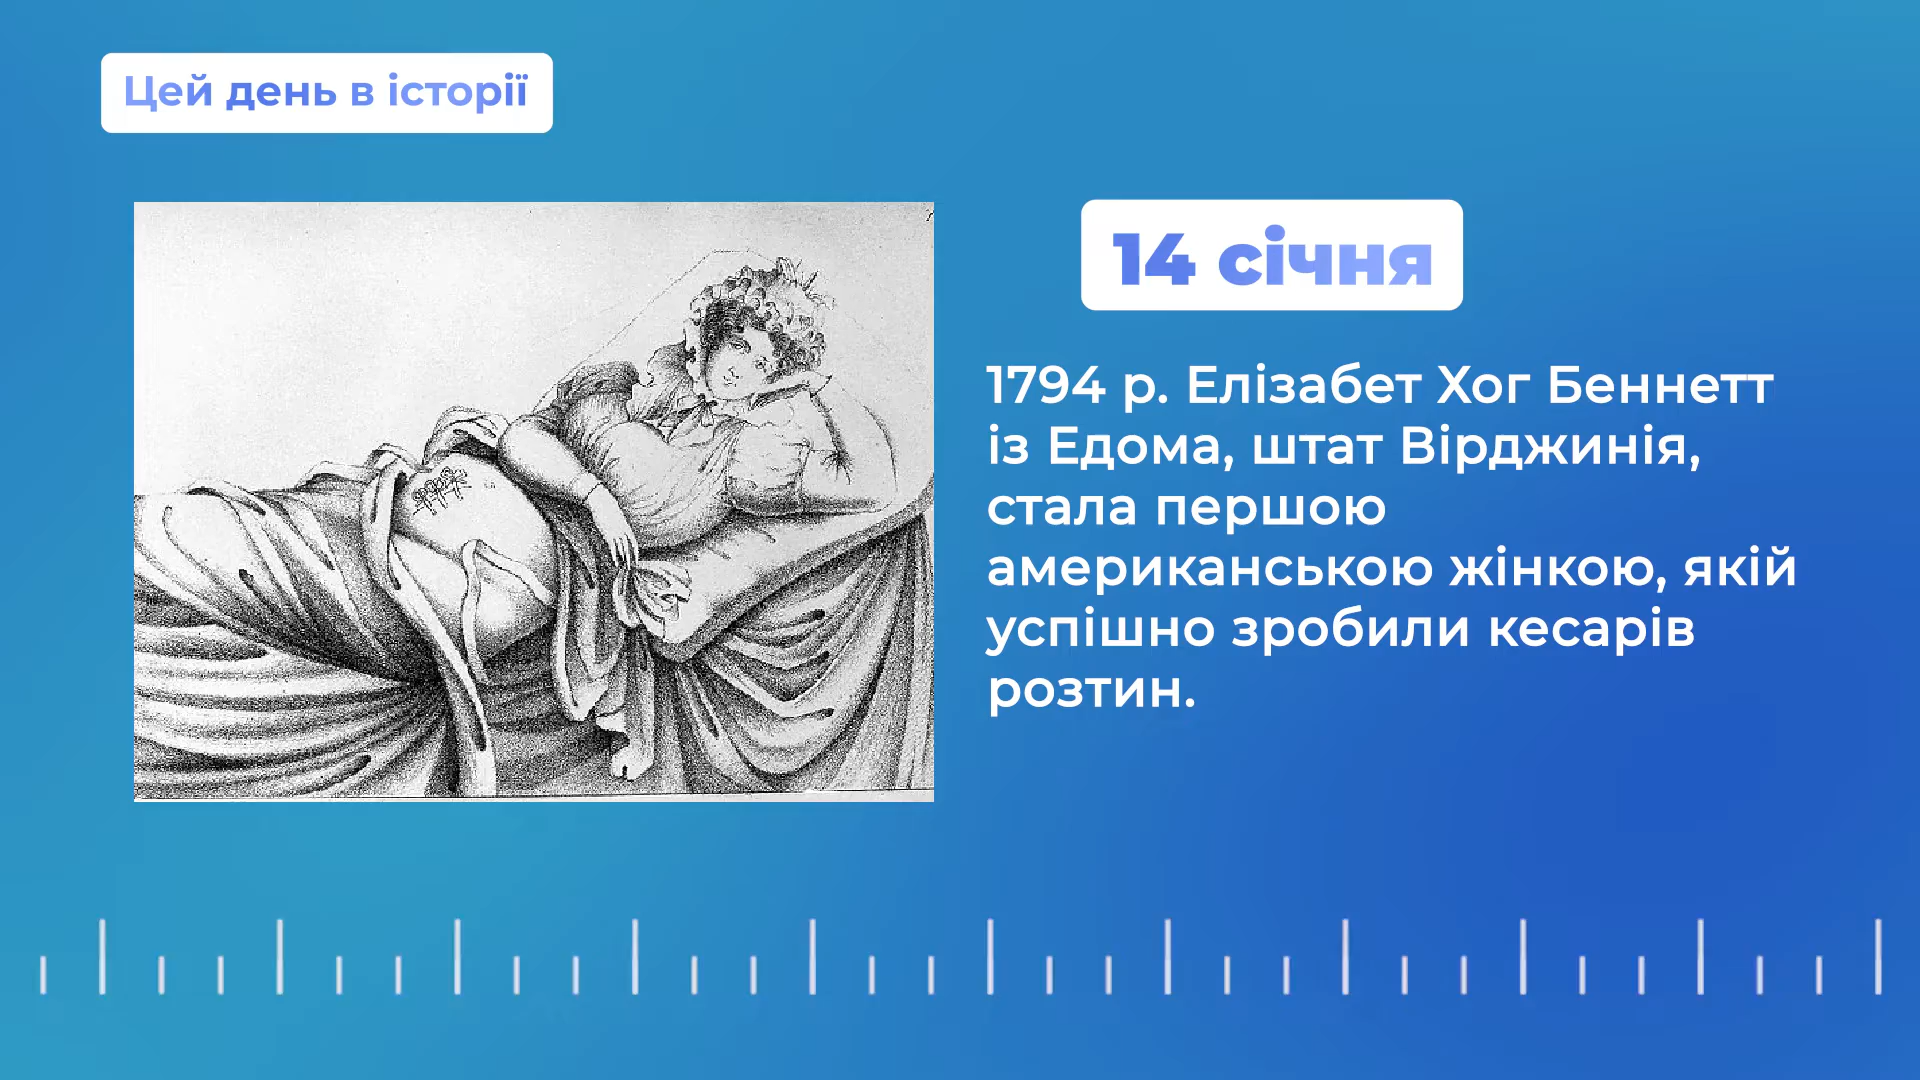 Цей день в історії
14 січня
1794 р. Елізабет Хог Беннетт
із Едома, штат Вірджинія,
стала першою
американською жінкою, якій
успішно зробили кесарів
розтин.